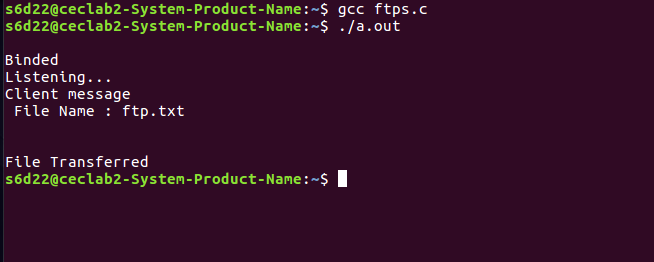 s6d22@ceclab2-System-Product-Name:~$ gcc ftps.c
s6d22@ceclab2-System-Product-Name:~$ ./a.out
Binded
Listening...
Client message
File Name : ftp.txt
File Transferred
s6d22@ceclab2-System-Product-Name:~$